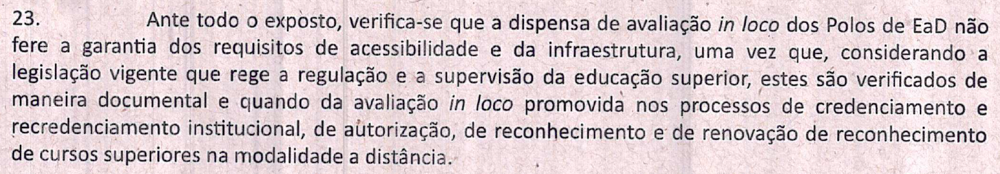 23. Ante todo o exposto, verifica-se que a dispensa de avaliação in loco dos Polos de EaD não
fere a garantia dos requisitos de acessibilidade e da infraestrutura, uma vez que, considerando a
legislação vigente que rege a regulação e a supervisão da educação superior, estes são verificados de
maneira documental e quando da avaliação in loco promovida nos processos de credenciamento e
recredenciamento institucional, de autorização, de reconhecimento e de renovação de reconhecimento
de cursos superiores na modalidade a distância.